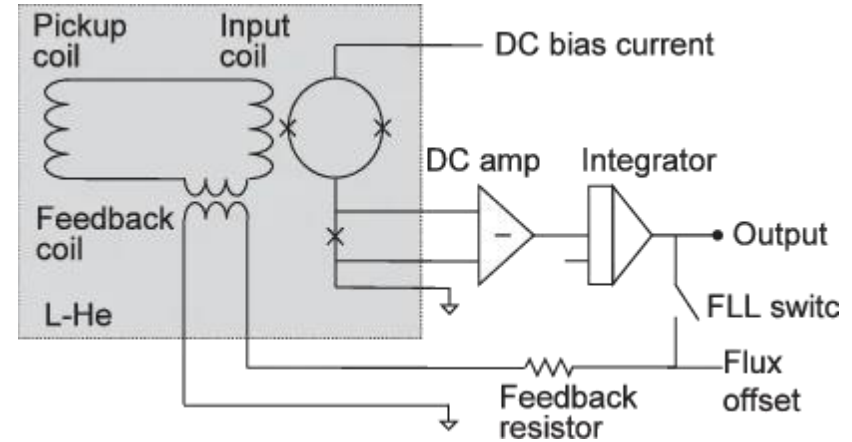 Pickup
coil
Input
coil
DC bias current
DC amp
Integrator
Output
Feedback
coil
FLL switc
L-He
Flux
offset
Feedback
resistor